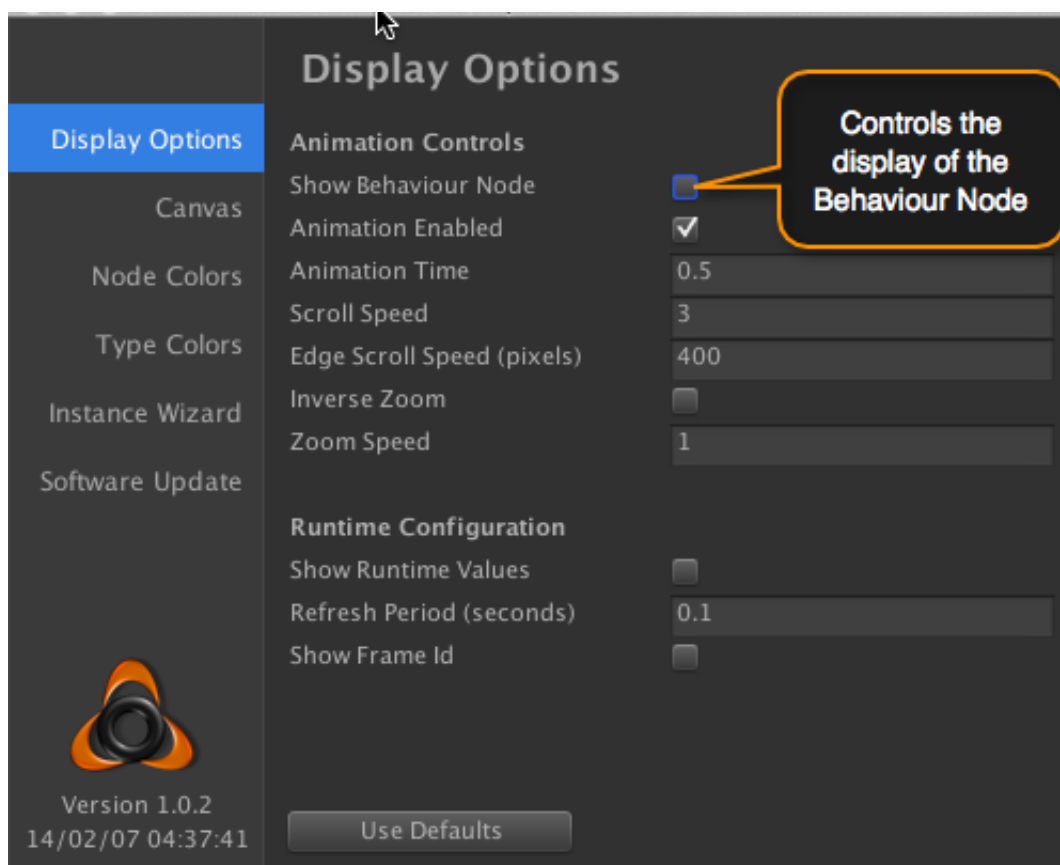 Display Options
Display Options
Canvas
Node Colors
Type Colors
Instance Wizard
Software Update
Version 1.0.2
14/02/07 04:37:41
Animation Controls
Show Behaviour Node
Animation Enabled
Animation Time 0.5
Scroll Speed 3
Edge Scroll Speed (pixels) 400
Inverse Zoom
Zoom Speed 1
Runtime Configuration
Show Runtime Values
Refresh Period (seconds) 0.1
Show Frame Id
Use Defaults
Controls the
display of the
Behaviour Node